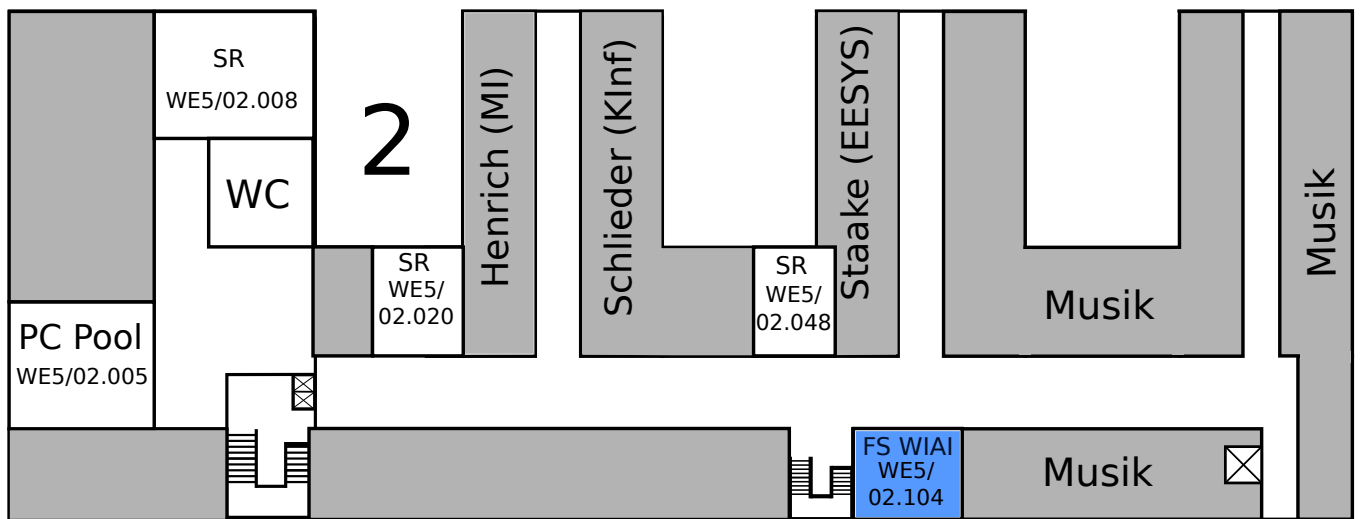 SR
WE5/02.008
2
WC
Henrich (MI)
Schlieder (KInf)
Staake (EESYS)
Musik
SR
WE5/
02.020
SR
WE5/
02.048
Musik
PC Pool
WE5/02.005
FS WIAI
WE5/
02.104
Musik